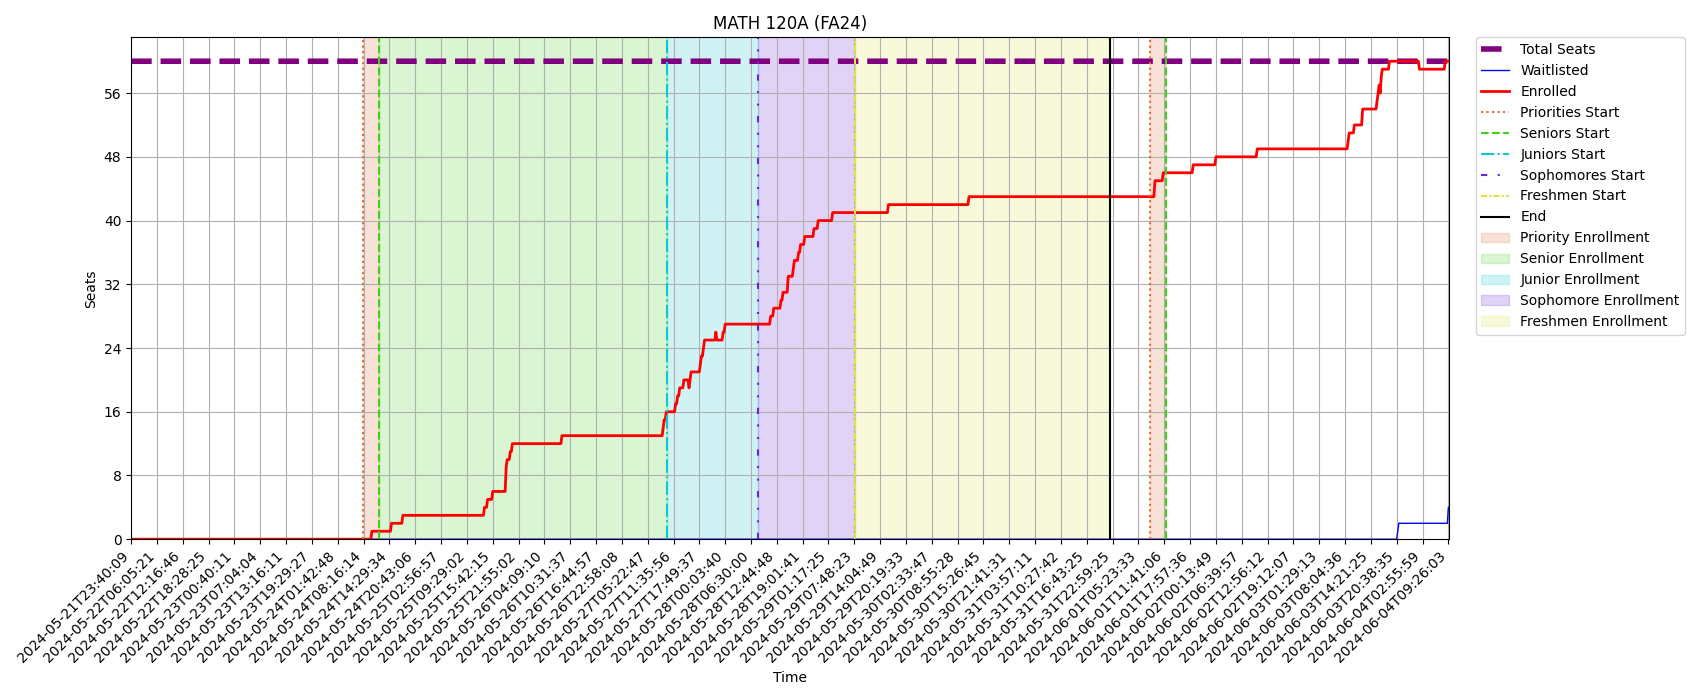 MATH 120A (FA24)
Total Seats
Waitlisted
Enrolled
Priorities Start
Seniors Start
Juniors Start
Sophomores Start
Freshmen Start
End
Priority Enrollment
Senior Enrollment
Junior Enrollment
Sophomore Enrollment
Freshmen Enrollment
Seats
56
48
40
32
24
16
8
0
2024-05-21T23:40:09
2024-05-22T06:05:21
2024-05-22T12:16:46
2024-05-22T18:28:25
2024-05-23T00:40:11
2024-05-23T07:04:04
2024-05-23T13:16:11
2024-05-23T19:29:27
2024-05-24T01:42:48
2024-05-24T08:16:14
2024-05-24T14:29:34
2024-05-24T20:43:06
2024-05-25T02:56:57
2024-05-25T09:29:02
2024-05-25T15:42:15
2024-05-25T21:55:02
2024-05-26T04:09:10
2024-05-26T10:31:37
2024-05-26T16:44:57
2024-05-26T22:58:08
2024-05-27T05:22:47
2024-05-27T11:35:56
2024-05-27T17:49:37
2024-05-28T00:03:40
2024-05-28T06:30:00
2024-05-28T12:44:48
2024-05-28T19:01:41
2024-05-29T01:17:25
2024-05-29T07:48:23
2024-05-29T14:04:49
2024-05-29T20:19:33
2024-05-30T02:33:47
2024-05-30T08:55:28
2024-05-30T15:26:45
2024-05-30T21:41:31
2024-05-31T03:57:11
2024-05-31T10:27:42
2024-05-31T16:43:25
2024-05-31T22:59:25
2024-06-01T05:23:33
2024-06-01T11:41:06
2024-06-01T17:57:36
2024-06-02T00:13:49
2024-06-02T06:39:57
2024-06-02T12:56:12
2024-06-02T19:12:07
2024-06-03T01:29:13
2024-06-03T08:04:36
2024-06-03T14:21:25
2024-06-03T20:38:35
2024-06-04T02:55:59
2024-06-04T09:26:03
Time